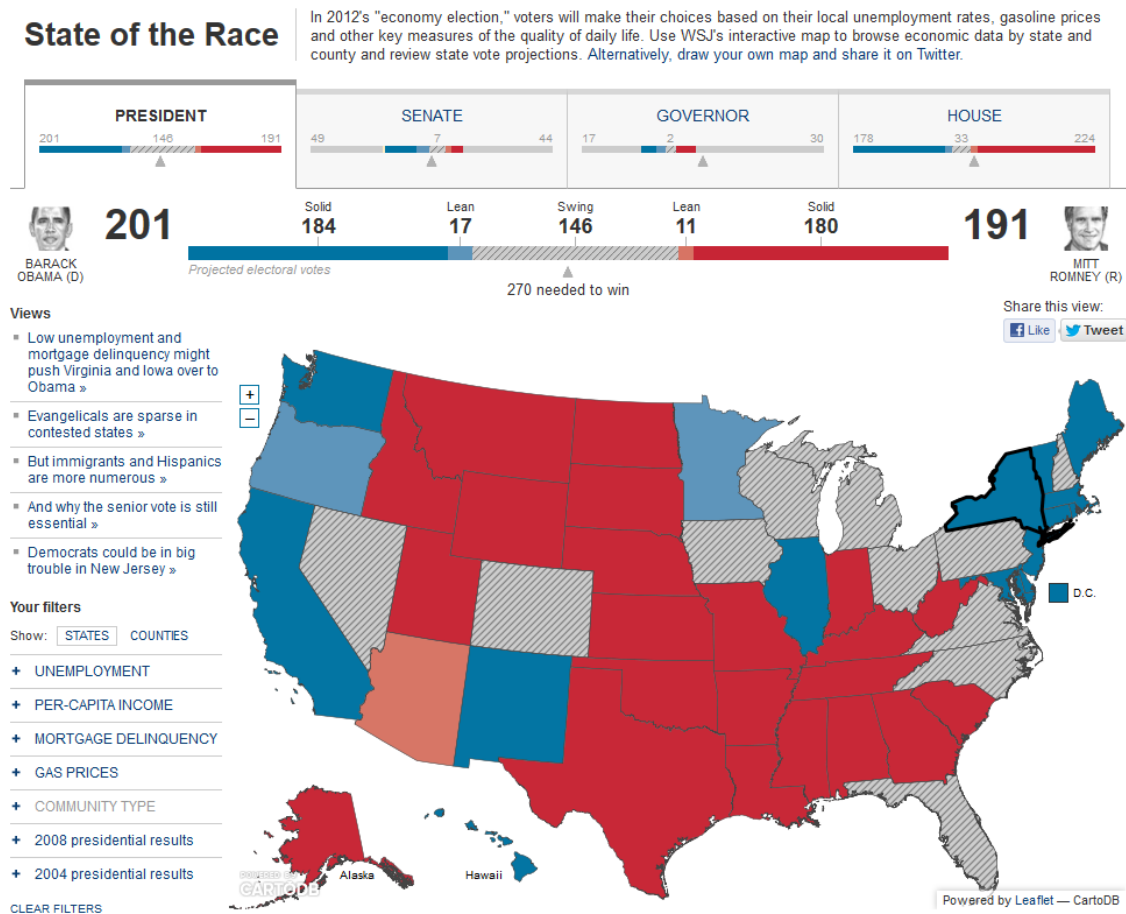 State of the Race
In 2012's "economy election," voters will make their choices based on their local unemployment rates, gasoline prices
and other key measures of the quality of daily life. Use WSJ's interactive map to browse economic data by state and
county and review state vote projections. Alternatively, draw your own map and share it on Twitter.
PRESIDENT
201 146 191
SENATE
49 7 44
GOVERNOR
17 2 30
HOUSE
178 33 224
BARACK
OBAMA (D)
201
Solid
184
Lean
17
Swing
146
Lean
11
Solid
180
191
MITT
ROMNEY (R)
Projected electoral votes
270 needed to win
Share this view:
Like
Tweet
Views
Low unemployment and
mortgage delinquency might
push Virginia and Iowa over to
Obama »
Evangelicals are sparse in
contested states »
But immigrants and Hispanics
are more numerous »
And why the senior vote is still
essential »
Democrats could be in big
trouble in New Jersey »
Your filters
Show: STATES COUNTIES
+ UNEMPLOYMENT
+ PER-CAPITA INCOME
+ MORTGAGE DELINQUENCY
+ GAS PRICES
+ COMMUNITY TYPE
+ 2008 presidential results
+ 2004 presidential results
CLEAR FILTERS
+
−
D.C.
Alaska
Hawaii
POWERED BY
CARTODB
Powered by Leaflet — CartoDB